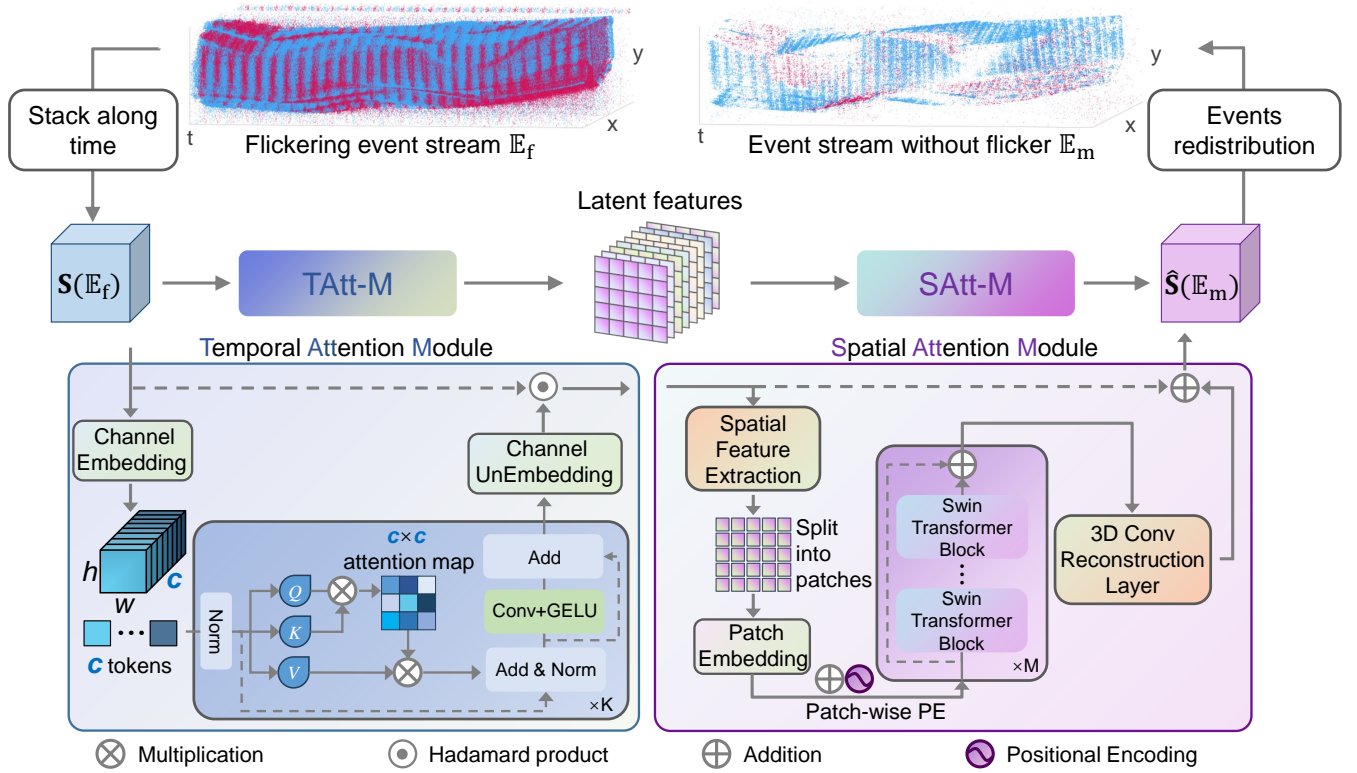 y
x
t
Flickering event stream 𝔼f
y
x
t
Event stream without flicker 𝔼m
Stack along
time
Events
redistribution
Latent features
S(𝔼f)
TAtt-M
SAtt-M
Ŝ(𝔼m)
Temporal Attention Module
Spatial Attention Module
Channel
Embedding
h
w
c
c tokens
Norm
Q
K
V
c×c
attention map
Channel
UnEmbedding
Add
Conv+GELU
Add & Norm
×K
Spatial
Feature
Extraction
Split
into
patches
Patch
Embedding
Patch-wise PE
Swin
Transformer
Block
Swin
Transformer
Block
×M
3D Conv
Reconstruction
Layer
Multiplication
Hadamard product
Addition
Positional Encoding